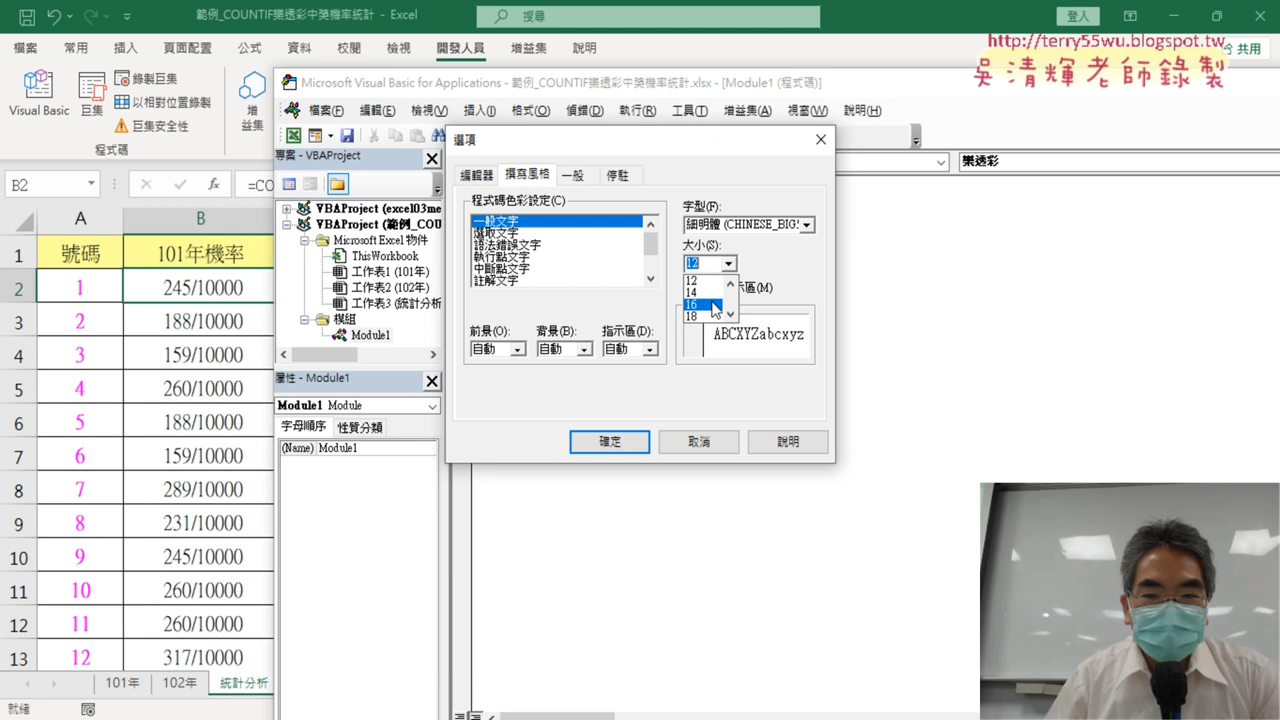 範例_COUNTIF樂透彩中獎機率統計 - Excel
搜尋
登入
檔案 常用 插入 頁面配置 公式 資料 校閱 檢視 開發人員 增益集 說明
共用
http://terry55wu.blogspot.tw
吳清輝老師錄製
Visual Basic
巨集
錄製巨集
以相對位置錄製
巨集安全性
程式碼
增
益集
B2
fx
=CO
Microsoft Visual Basic for Applications - 範例_COUNTIF樂透彩中獎機率統計.xlsx - [Module1 (程式碼)]
檔案(F) 編輯(E) 檢視(V) 插入(I) 格式(O) 偵錯(D) 執行(R) 工具(T) 增益集(A) 視窗(W) 說明(H)
專案 - VBAProject
VBAProject (excel03me
VBAProject (範例_COU
Microsoft Excel 物件
ThisWorkbook
工作表1 (101年)
工作表2 (102年)
工作表3 (統計分析
模組
Module1
屬性 - Module1
Module1 Module
字母順序 性質分類
(Name) Module1
樂透彩
選項
編輯器 撰寫風格 一般 停駐
程式碼色彩設定(C)
一般文字
選取文字
語法錯誤文字
執行點文字
中斷點文字
註解文字
前景(O): 背景(B): 指示區(D):
自動 自動 自動
字型(F):
細明體 (CHINESE_BIG5
大小(S):
12
12
14
16
18
示區(M)
ABCXYZabcxyz
確定 取消 說明
A B
1 號碼 101年機率
2 1 245/10000
3 2 188/10000
4 3 159/10000
5 4 260/10000
6 5 188/10000
7 6 159/10000
8 7 289/10000
9 8 231/10000
10 9 245/10000
11 10 260/10000
12 11 260/10000
13 12 317/10000
101年 102年 統計分析
就緒